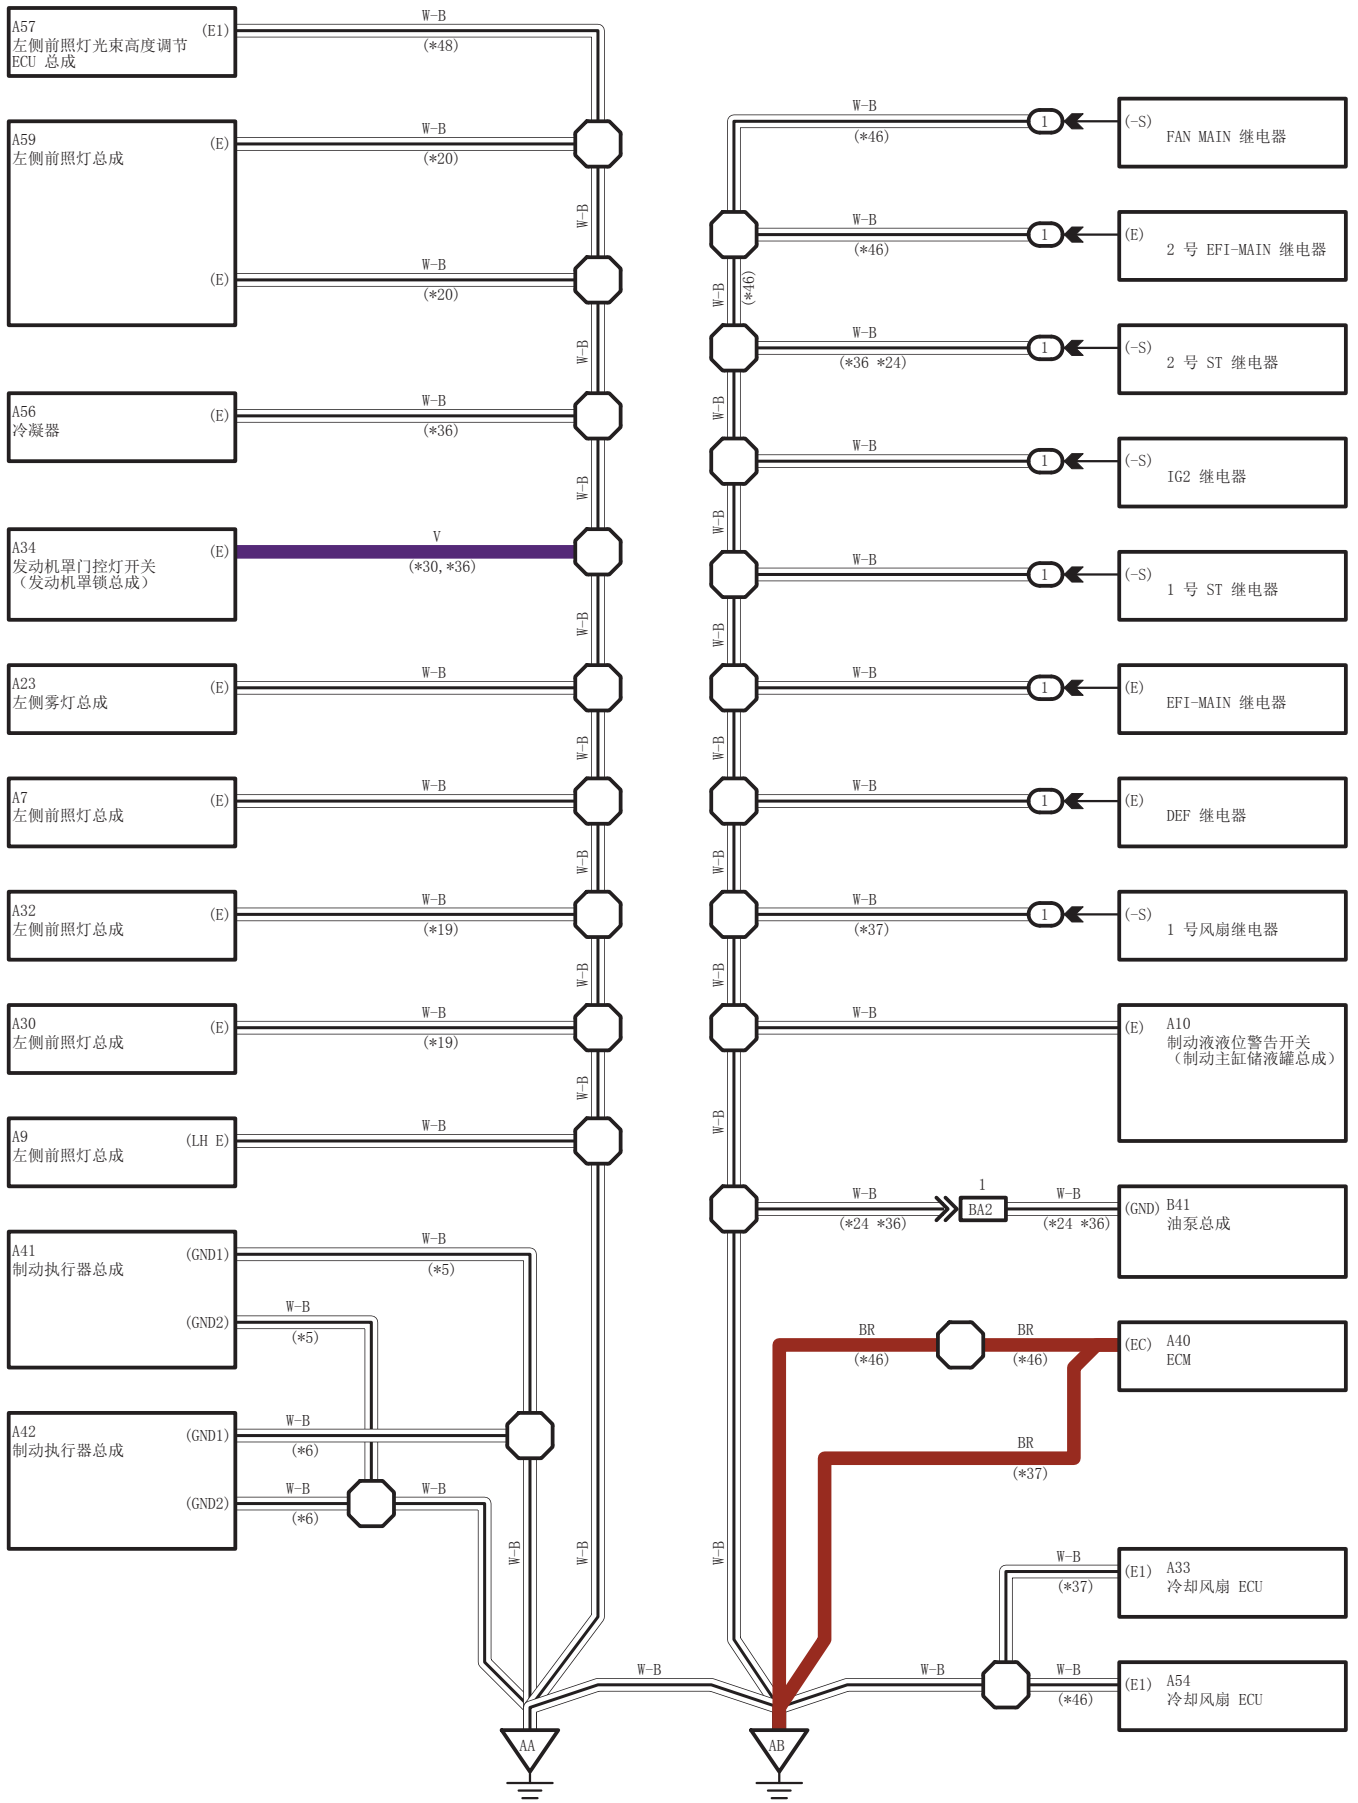 A57
左侧前照灯光束高度调节
ECU 总成
(E1)
W-B
(*48)
A59
左侧前照灯总成
(E)
W-B
(*20)
W-B
(E)
W-B
(*20)
W-B
A56
冷凝器
(E)
W-B
(*36)
W-B
A34
发动机罩门控灯开关
（发动机罩锁总成）
(E)
V
(*30,*36)
W-B
A23
左侧雾灯总成
(E)
W-B
W-B
A7
左侧前照灯总成
(E)
W-B
W-B
A32
左侧前照灯总成
(E)
W-B
(*19)
W-B
A30
左侧前照灯总成
(E)
W-B
(*19)
W-B
A9
左侧前照灯总成
(LH E)
W-B
A41
制动执行器总成
(GND1)
W-B
(*5)
(GND2)
W-B
(*5)
A42
制动执行器总成
(GND1)
W-B
(*6)
(GND2)
W-B
(*6)
W-B
W-B
W-B
W-B
(*46)
1
(-S)
FAN MAIN 继电器
W-B
(*46)
1
(E)
2 号 EFI-MAIN 继电器
W-B
(*46)
W-B
(*36 *24)
1
(-S)
2 号 ST 继电器
W-B
W-B
1
(-S)
IG2 继电器
W-B
W-B
1
(-S)
1 号 ST 继电器
W-B
W-B
1
(E)
EFI-MAIN 继电器
W-B
W-B
1
(E)
DEF 继电器
W-B
W-B
(*37)
1
(-S)
1 号风扇继电器
W-B
W-B
(E)
A10
制动液液位警告开关
（制动主缸储液罐总成）
W-B
W-B
(*24 *36)
1
BA2
W-B
(*24 *36)
(GND)
B41
油泵总成
BR
(*46)
BR
(*46)
(EC)
A40
ECM
BR
(*37)
W-B
W-B
(*37)
(E1)
A33
冷却风扇 ECU
W-B
W-B
W-B
(*46)
(E1)
A54
冷却风扇 ECU
AA
AB